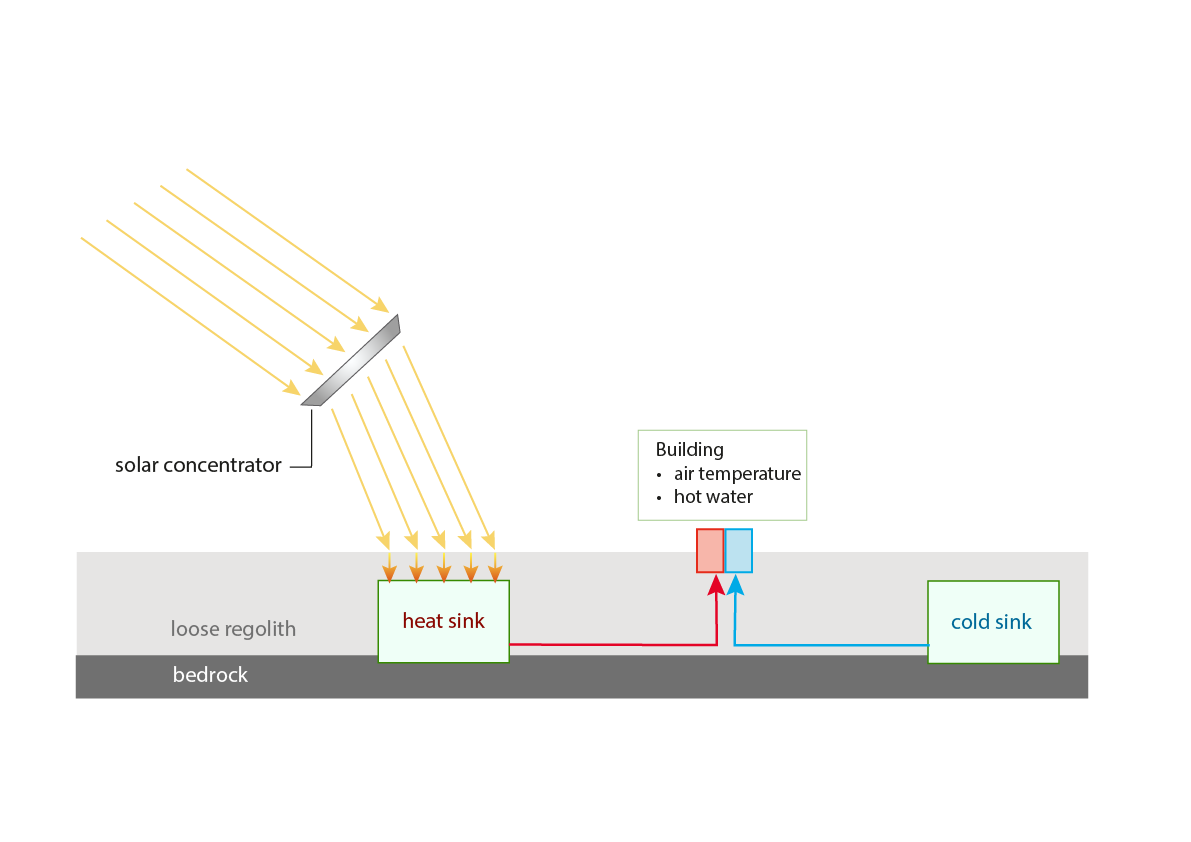 solar concentrator
Building
• air temperature
• hot water
heat sink
cold sink
loose regolith
bedrock